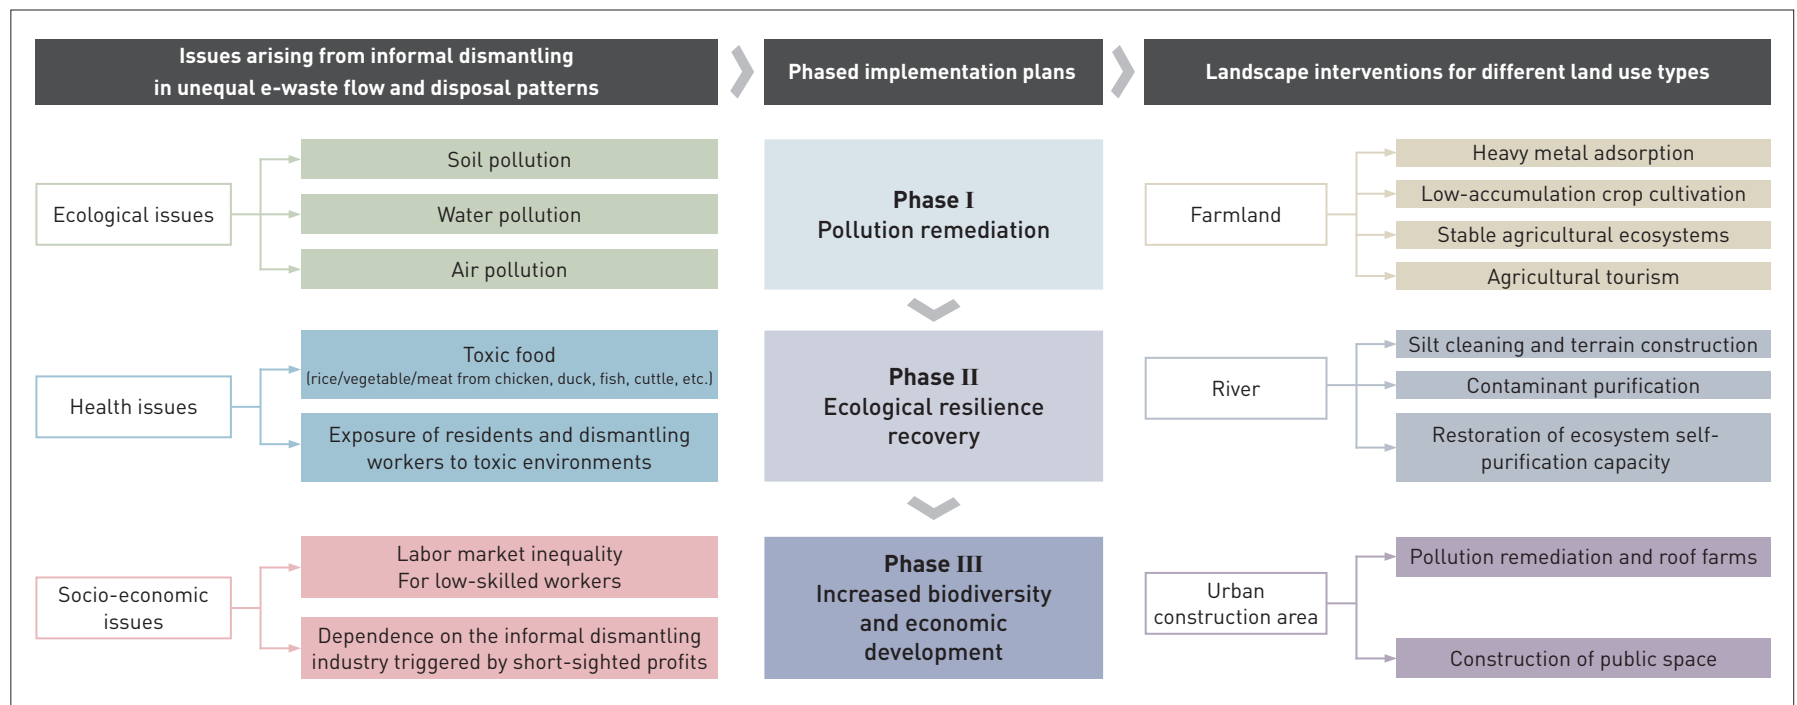 Issues arising from informal dismantling
in unequal e-waste flow and disposal patterns
Phased implementation plans
Landscape interventions for different land use types
Ecological issues
Soil pollution
Water pollution
Air pollution
Health issues
Toxic food
(rice/vegetable/meat from chicken, duck, fish, cuttle, etc.)
Exposure of residents and dismantling
workers to toxic environments
Socio-economic
issues
Labor market inequality
For low-skilled workers
Dependence on the informal dismantling
industry triggered by short-sighted profits
Phase I
Pollution remediation
Phase II
Ecological resilience
recovery
Phase III
Increased biodiversity
and economic
development
Farmland
Heavy metal adsorption
Low-accumulation crop cultivation
Stable agricultural ecosystems
Agricultural tourism
River
Silt cleaning and terrain construction
Contaminant purification
Restoration of ecosystem self-
purification capacity
Urban
construction area
Pollution remediation and roof farms
Construction of public space